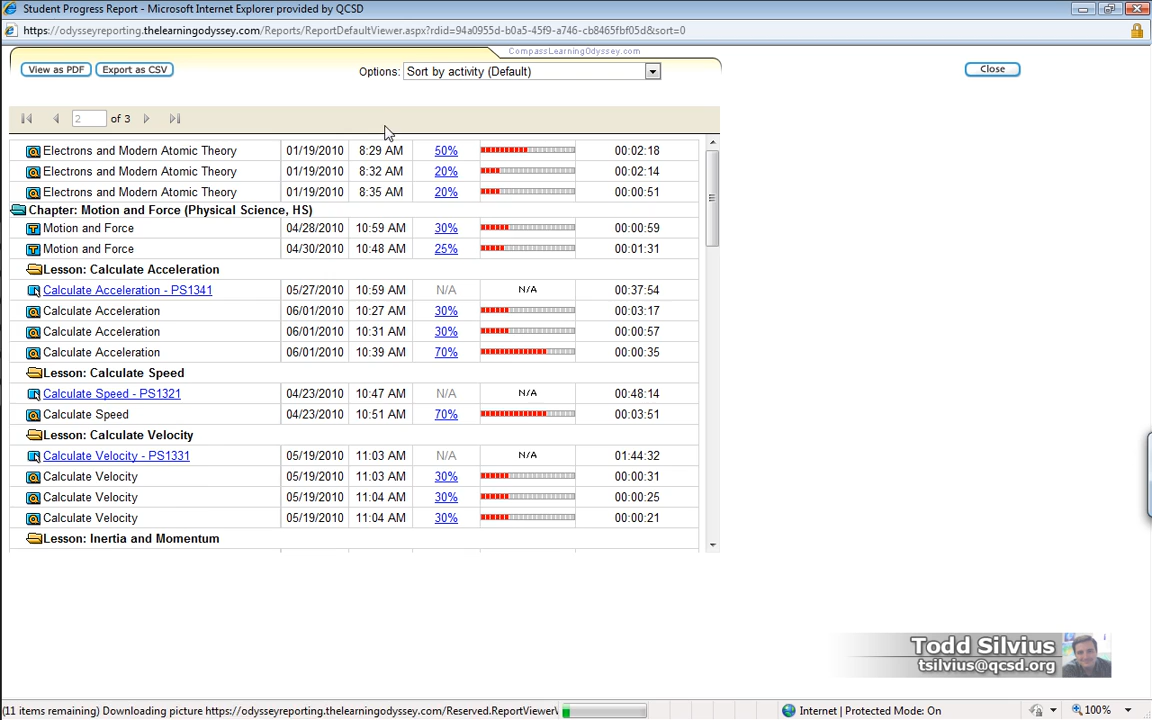 Student Progress Report - Microsoft Internet Explorer provided by QCSD
https://odysseyreporting.thelearningodyssey.com/Reports/ReportDefaultViewer.aspx?rdid=94a0955d-b0a5-45f9-a746-cb8465fbf05d&sort=0
CompassLearningOdyssey.com
View as PDF Export as CSV Options: Sort by activity (Default) Close
2 of 3
Electrons and Modern Atomic Theory 01/19/2010 8:29 AM 50% 00:02:18
Electrons and Modern Atomic Theory 01/19/2010 8:32 AM 20% 00:02:14
Electrons and Modern Atomic Theory 01/19/2010 8:35 AM 20% 00:00:51
Chapter: Motion and Force (Physical Science, HS)
Motion and Force 04/28/2010 10:59 AM 30% 00:00:59
Motion and Force 04/30/2010 10:48 AM 25% 00:01:31
Lesson: Calculate Acceleration
Calculate Acceleration - PS1341 05/27/2010 10:59 AM N/A N/A 00:37:54
Calculate Acceleration 06/01/2010 10:27 AM 30% 00:03:17
Calculate Acceleration 06/01/2010 10:31 AM 30% 00:00:57
Calculate Acceleration 06/01/2010 10:39 AM 70% 00:00:35
Lesson: Calculate Speed
Calculate Speed - PS1321 04/23/2010 10:47 AM N/A N/A 00:48:14
Calculate Speed 04/23/2010 10:51 AM 70% 00:03:51
Lesson: Calculate Velocity
Calculate Velocity - PS1331 05/19/2010 11:03 AM N/A N/A 01:44:32
Calculate Velocity 05/19/2010 11:03 AM 30% 00:00:31
Calculate Velocity 05/19/2010 11:04 AM 30% 00:00:25
Calculate Velocity 05/19/2010 11:04 AM 30% 00:00:21
Lesson: Inertia and Momentum
Todd Silvius
tsilvius@qcsd.org
(11 items remaining) Downloading picture https://odysseyreporting.thelearningodyssey.com/Reserved.ReportViewerV Internet | Protected Mode: On 100%